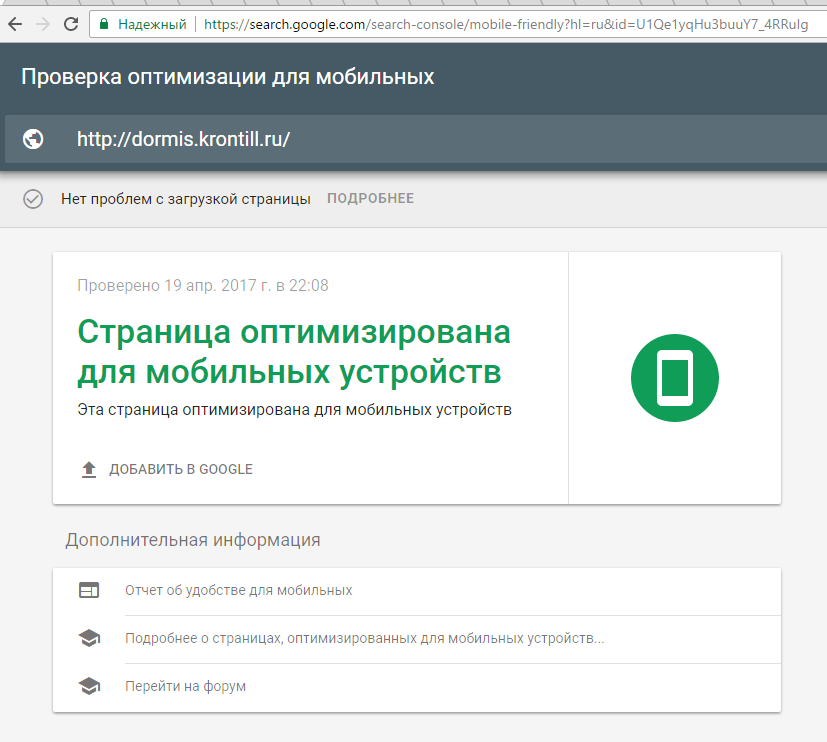 Надежный https://search.google.com/search-console/mobile-friendly?hl=ru&id=U1Qe1yqHu3buuY7_4RRulg
Проверка оптимизации для мобильных
http://dormis.krontill.ru/
Нет проблем с загрузкой страницы ПОДРОБНЕЕ
Проверено 19 апр. 2017 г. в 22:08
Страница оптимизирована
для мобильных устройств
Эта страница оптимизирована для мобильных устройств
ДОБАВИТЬ В GOOGLE
Дополнительная информация
Отчет об удобстве для мобильных
Подробнее о страницах, оптимизированных для мобильных устройств...
Перейти на форум